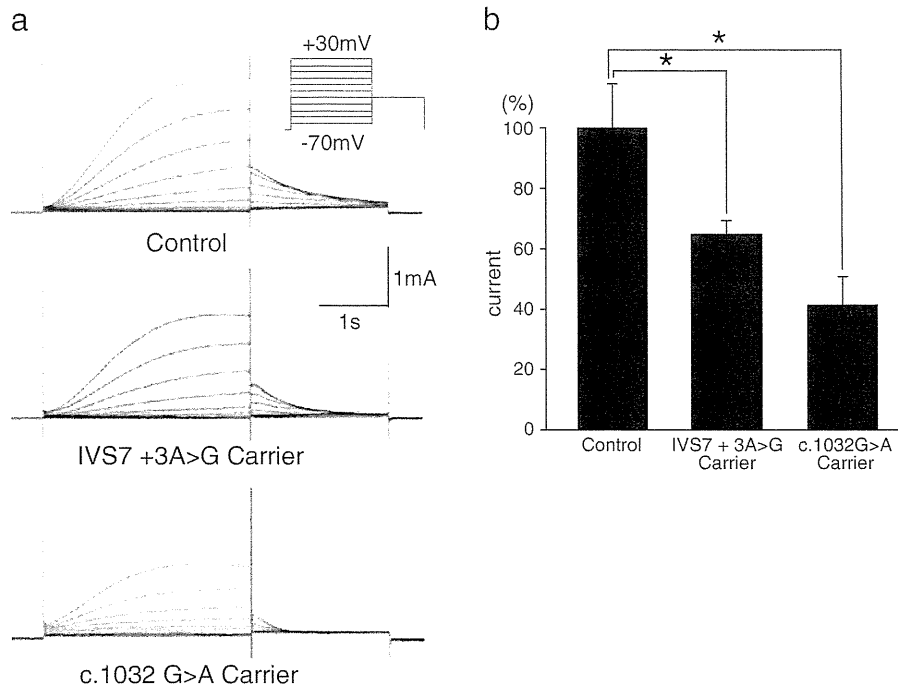 a
+30mV
-70mV
Control
1mA
1s
IVS7 +3A>G Carrier
c.1032 G>A Carrier
b
*
*
(%)
100
80
60
40
20
0
current
Control
IVS7 + 3A>G
Carrier
c.1032G>A
Carrier